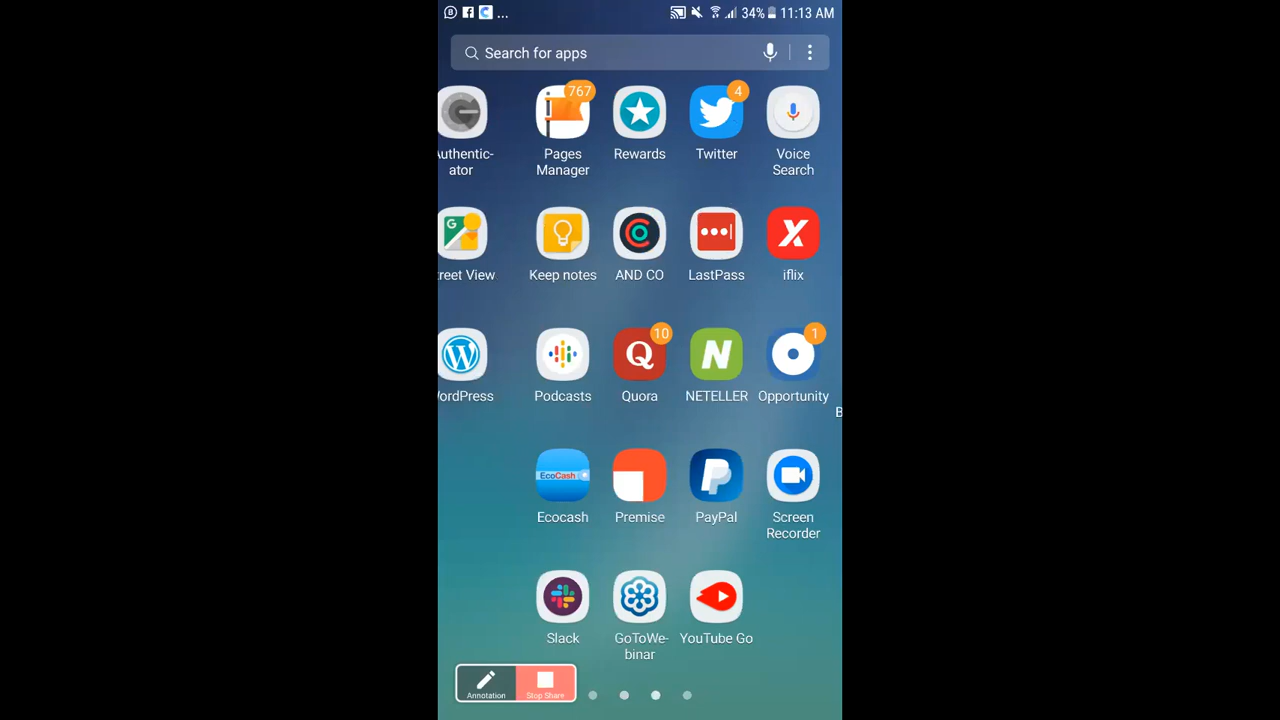 B
...
34%
11:13 AM
Search for apps
767
4
uthentic-
ator
Pages
Manager
Rewards
Twitter
Voice
Search
G
reet View
Keep notes
AND CO
LastPass
iflix
10
1
Q
N
ordPress
Podcasts
Quora
NETELLER
Opportunity
B
EcoCash
Ecocash
Premise
PayPal
Screen
Recorder
Slack
GoToWe-
binar
YouTube Go
Annotation
Stop Share